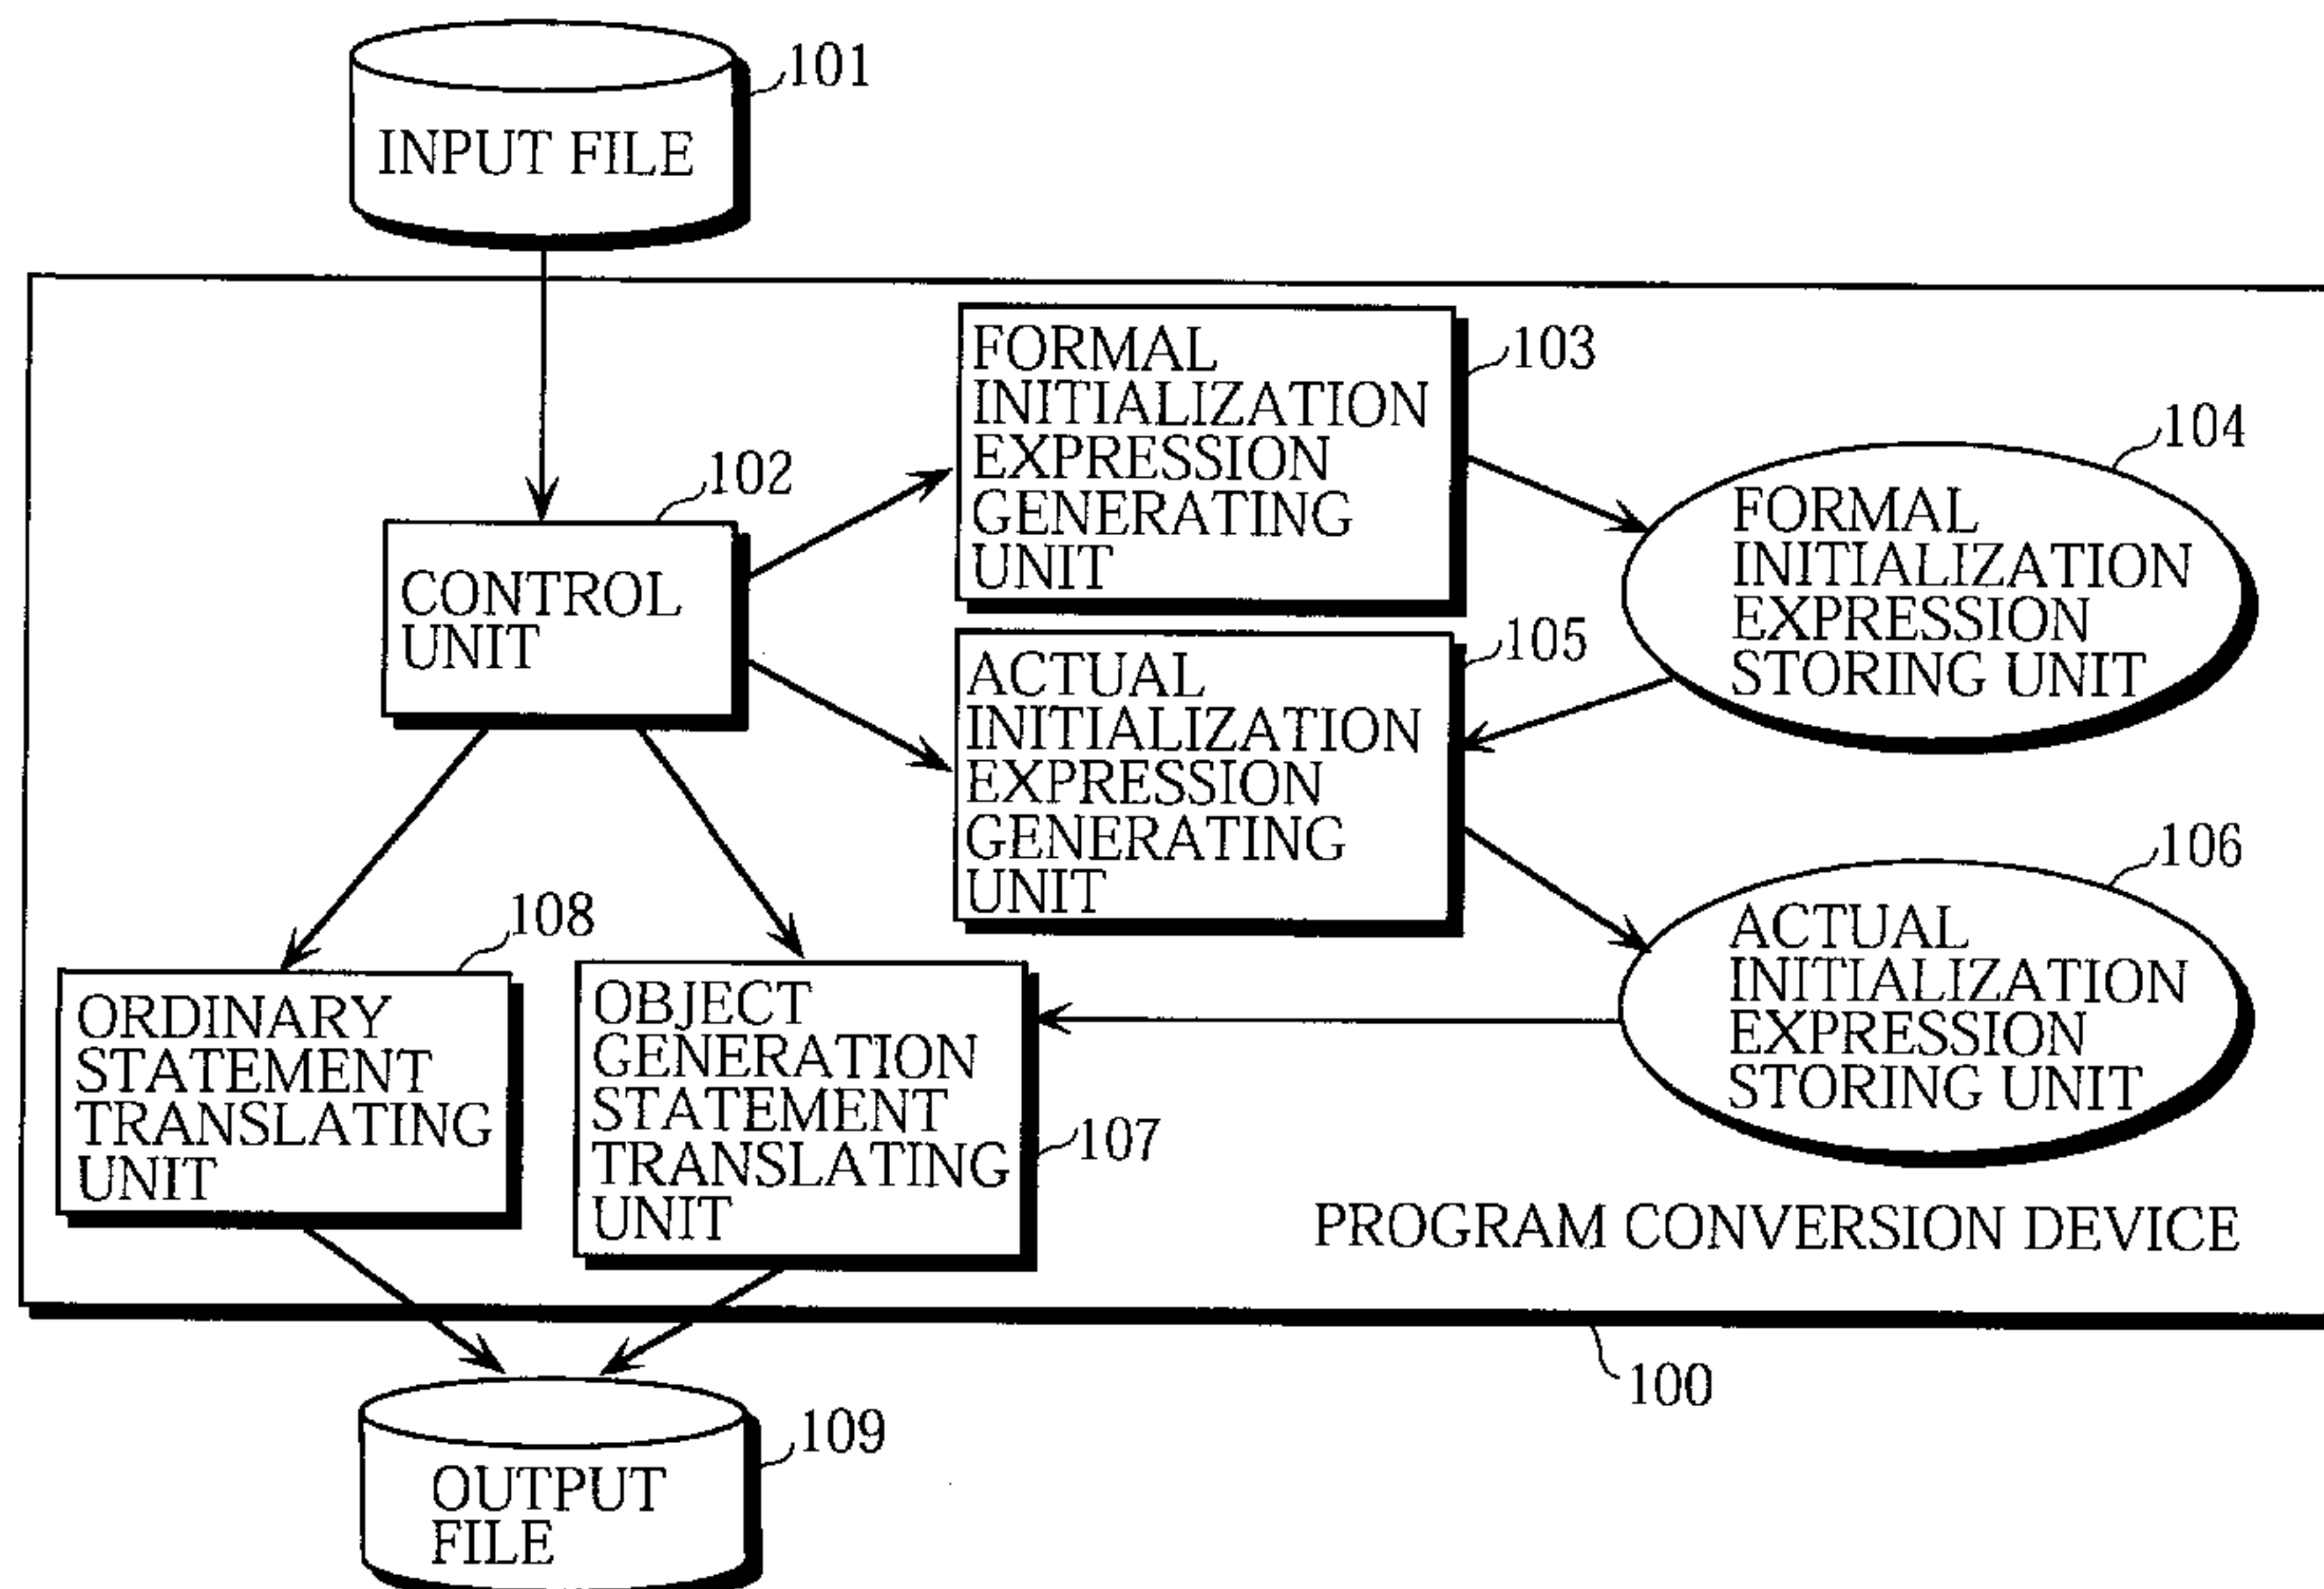 101
INPUT FILE
103
FORMAL
INITIALIZATION
EXPRESSION
GENERATING
UNIT
104
FORMAL
INITIALIZATION
EXPRESSION
STORING UNIT
102
CONTROL
UNIT
105
ACTUAL
INITIALIZATION
EXPRESSION
GENERATING
UNIT
106
ACTUAL
INITIALIZATION
EXPRESSION
STORING UNIT
108
ORDINARY
STATEMENT
TRANSLATING
UNIT
OBJECT
GENERATION
STATEMENT
TRANSLATING
UNIT
107
PROGRAM CONVERSION DEVICE
100
109
OUTPUT
FILE